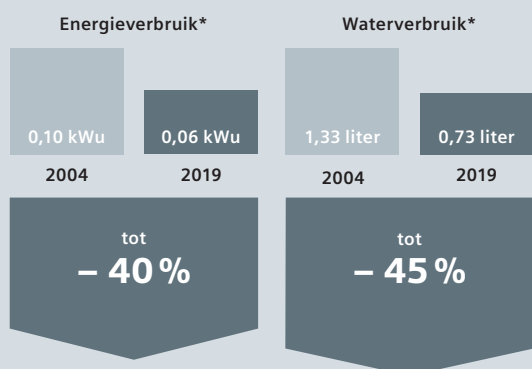 Energieverbruik*
0,10 kWu
0,06 kWu
2004
2019
tot
– 40 %
Waterverbruik*
1,33 liter
0,73 liter
2004
2019
tot
– 45 %